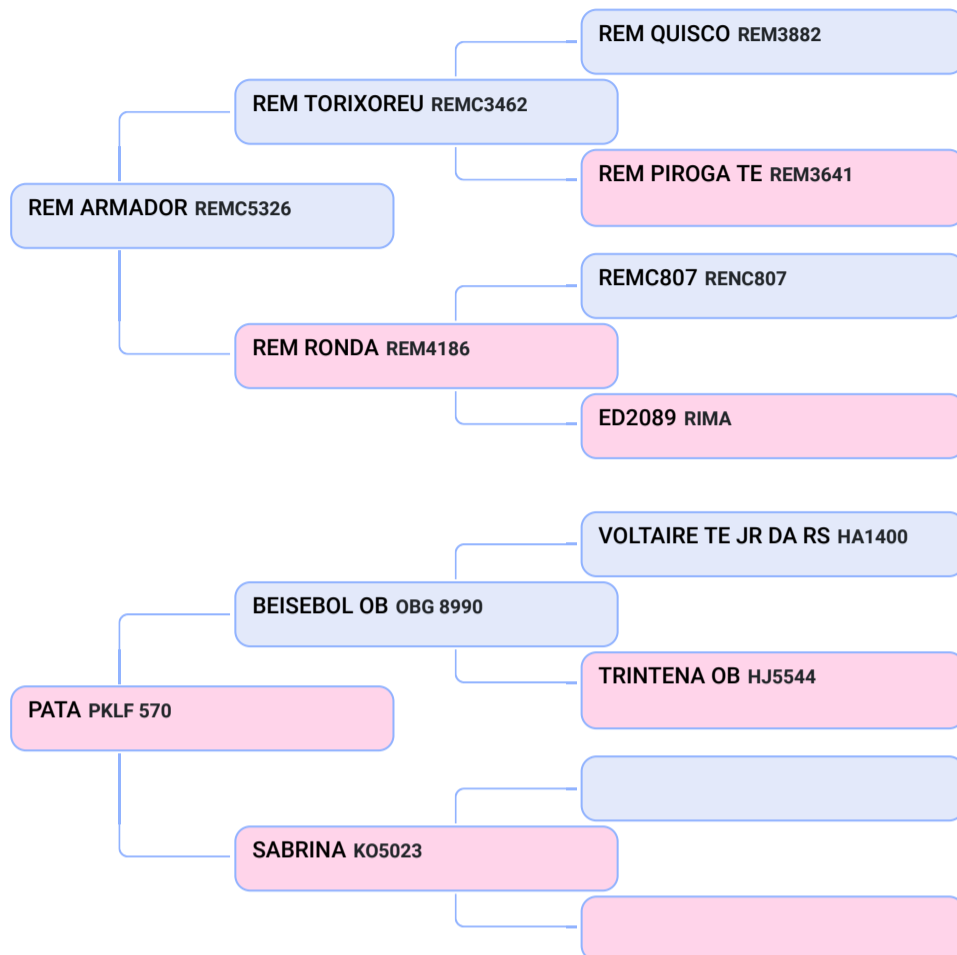 REM QUISCO REM3882
REM TORIXOREU REMC3462
REM PIROGA TE REM3641
REM ARMADOR REMC5326
REMC807 RENC807
REM RONDA REM4186
ED2089 RIMA
VOLTAIRE TE JR DA RS HA1400
BEISEBOL OB OBG 8990
TRINTENA OB HJ5544
PATA PKLF 570
SABRINA KO5023